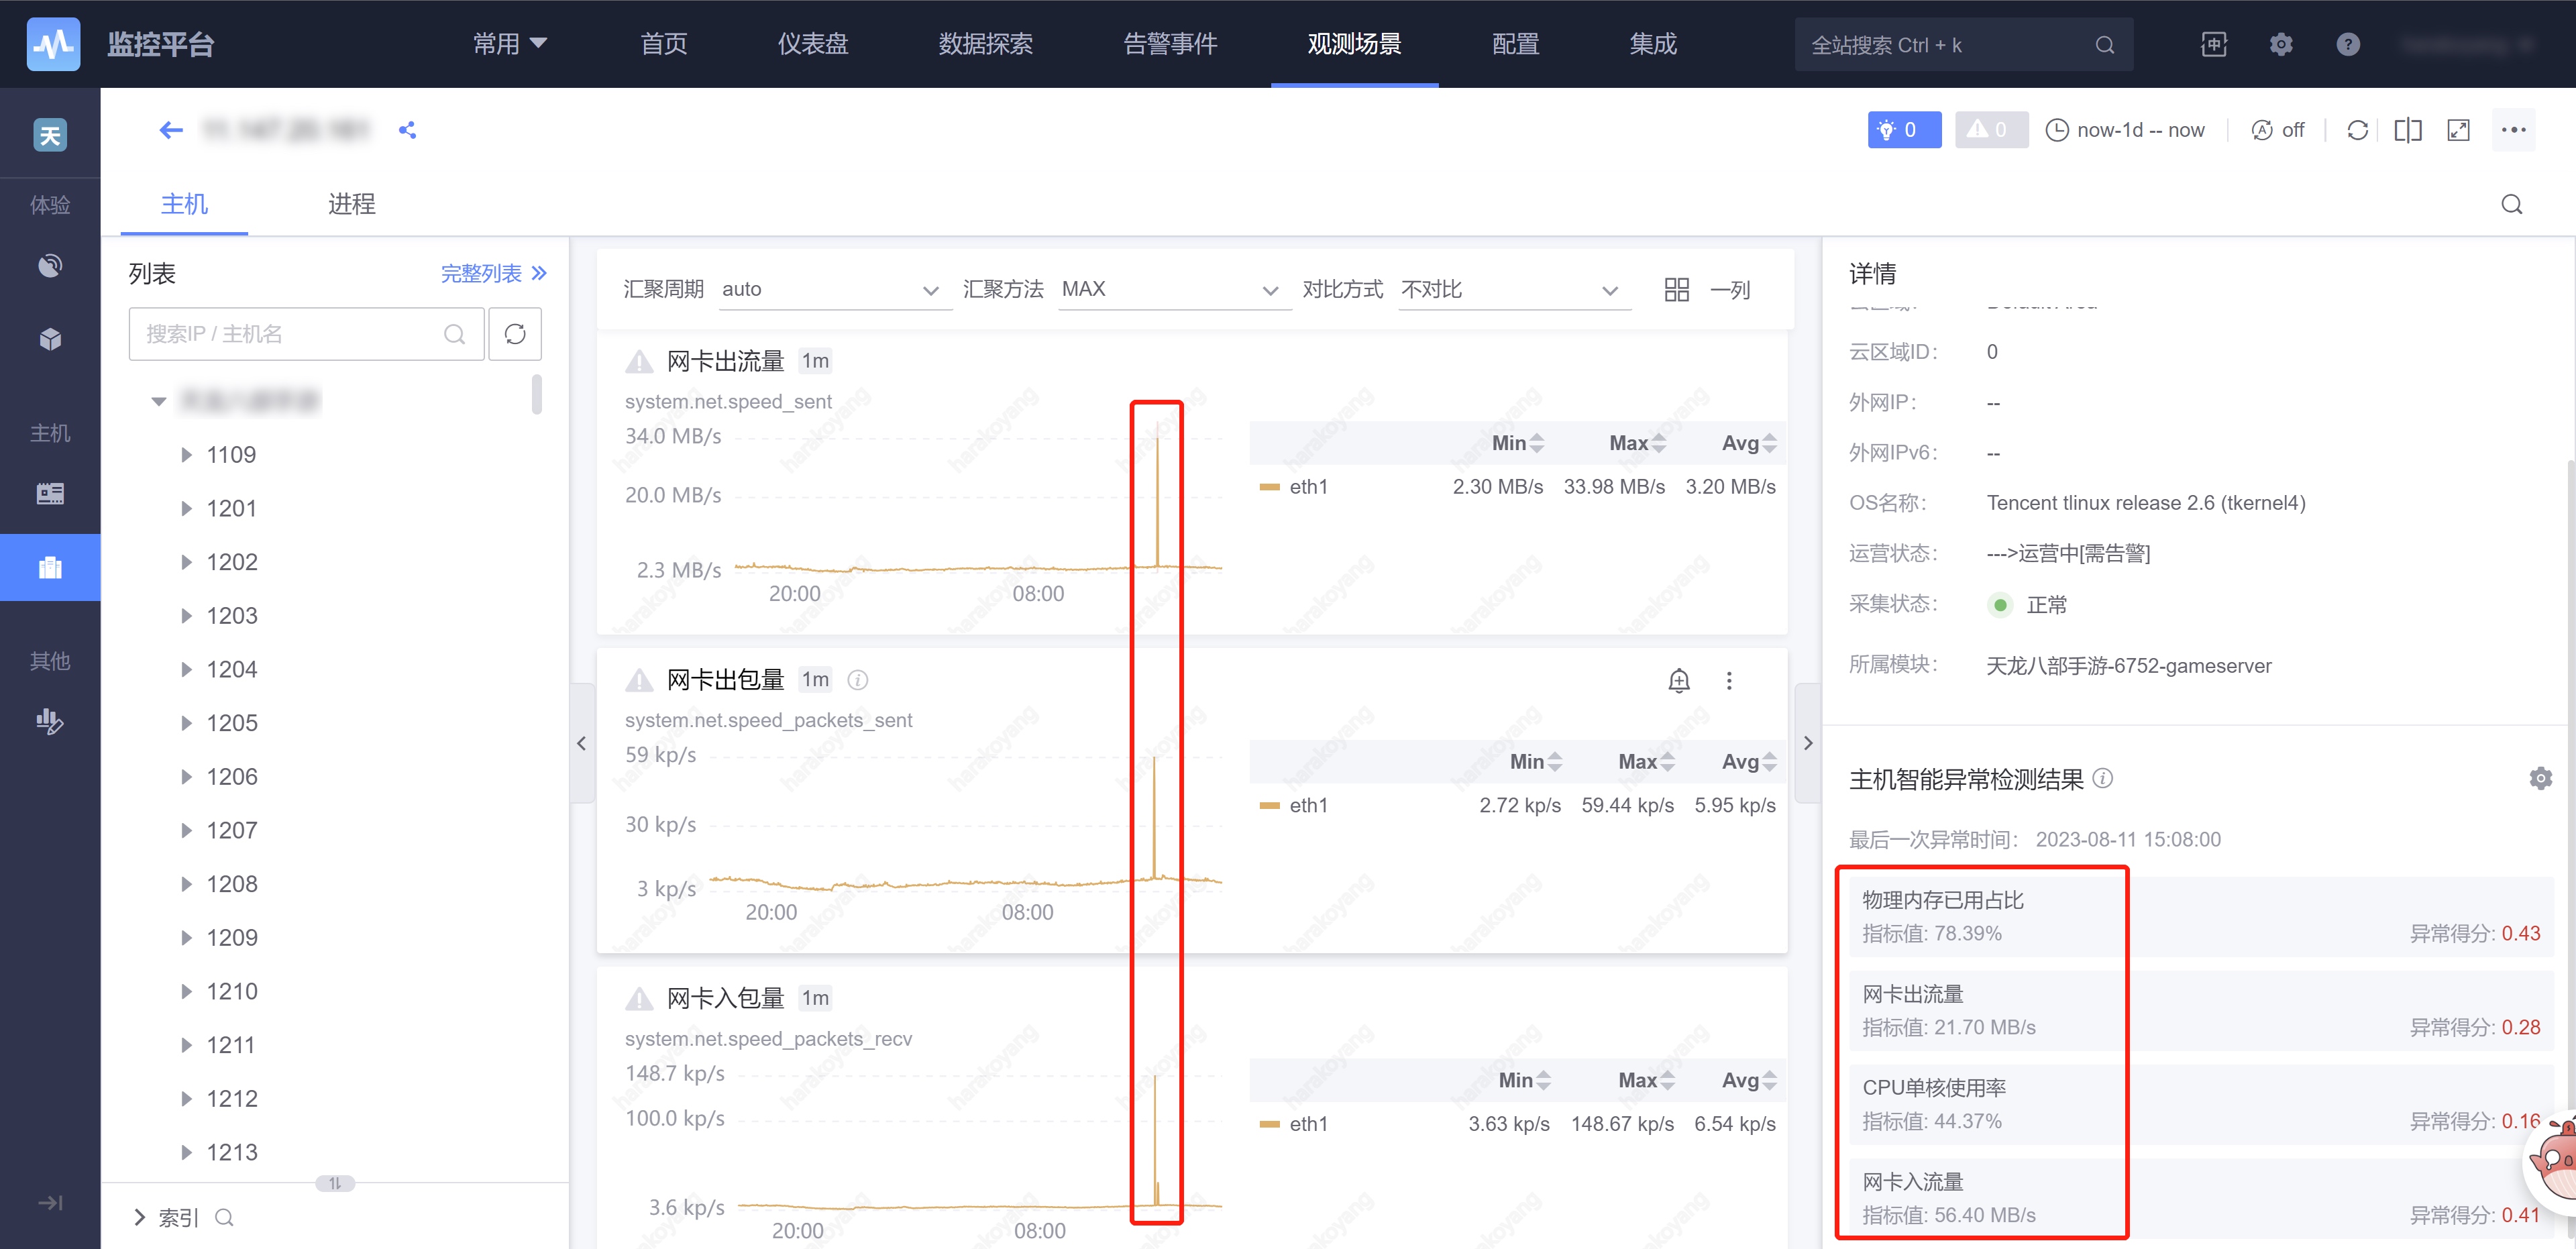 监控平台
常用
首页
仪表盘
数据探索
告警事件
观测场景
配置
集成
全站搜索 Ctrl + k
天
0
0
now-1d -- now
off
体验
主机
其他
主机
进程
列表
完整列表
搜索IP / 主机名
1109
1201
1202
1203
1204
1205
1206
1207
1208
1209
1210
1211
1212
1213
索引
汇聚周期 auto
汇聚方法 MAX
对比方式 不对比
一列
网卡出流量 1m
system.net.speed_sent
34.0 MB/s
20.0 MB/s
2.3 MB/s
20:00 08:00
Min Max Avg
eth1 2.30 MB/s 33.98 MB/s 3.20 MB/s
网卡出包量 1m
system.net.speed_packets_sent
59 kp/s
30 kp/s
3 kp/s
20:00 08:00
Min Max Avg
eth1 2.72 kp/s 59.44 kp/s 5.95 kp/s
网卡入包量 1m
system.net.speed_packets_recv
148.7 kp/s
100.0 kp/s
3.6 kp/s
20:00 08:00
Min Max Avg
eth1 3.63 kp/s 148.67 kp/s 6.54 kp/s
harakoyang
详情
云区域ID: 0
外网IP: --
外网IPv6: --
OS名称: Tencent tlinux release 2.6 (tkernel4)
运营状态: --->运营中[需告警]
采集状态: 正常
所属模块: 天龙八部手游-6752-gameserver
主机智能异常检测结果
最后一次异常时间: 2023-08-11 15:08:00
物理内存已用占比
指标值: 78.39% 异常得分: 0.43
网卡出流量
指标值: 21.70 MB/s 异常得分: 0.28
CPU单核使用率
指标值: 44.37% 异常得分: 0.16
网卡入流量
指标值: 56.40 MB/s 异常得分: 0.41